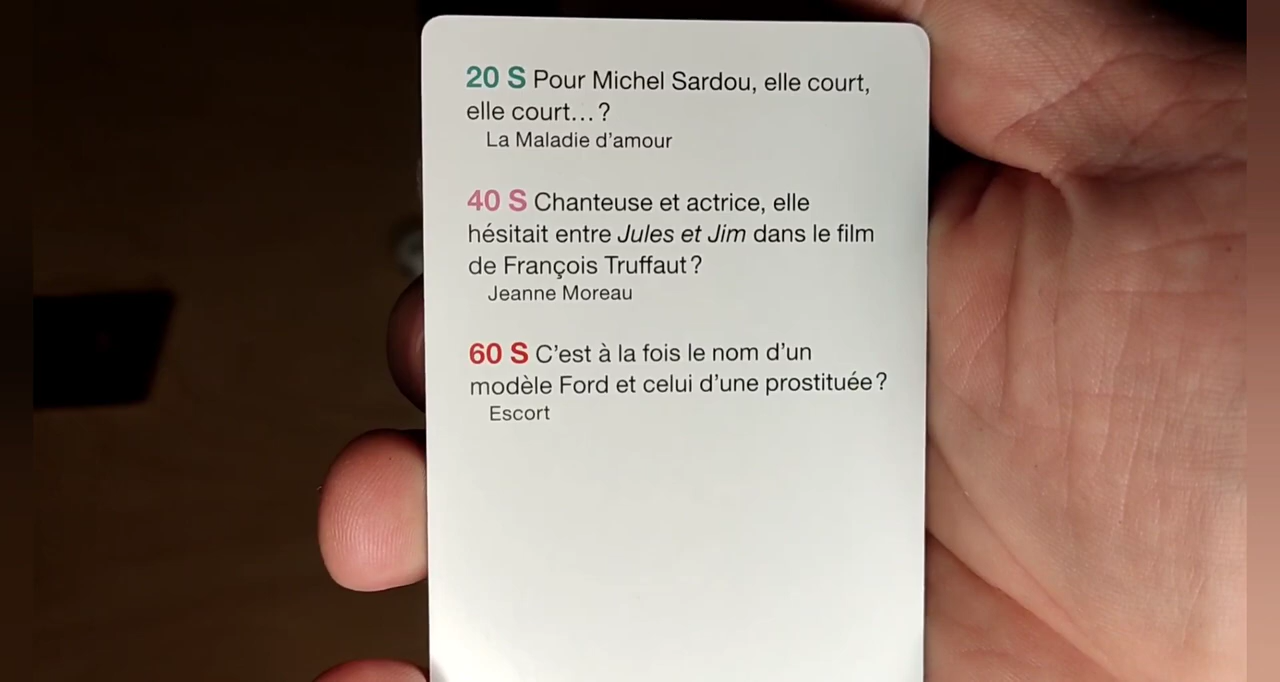 20 S Pour Michel Sardou, elle court,
elle court…?
La Maladie d’amour
40 S Chanteuse et actrice, elle
hésitait entre Jules et Jim dans le film
de François Truffaut?
Jeanne Moreau
60 S C’est à la fois le nom d’un
modèle Ford et celui d’une prostituée?
Escort